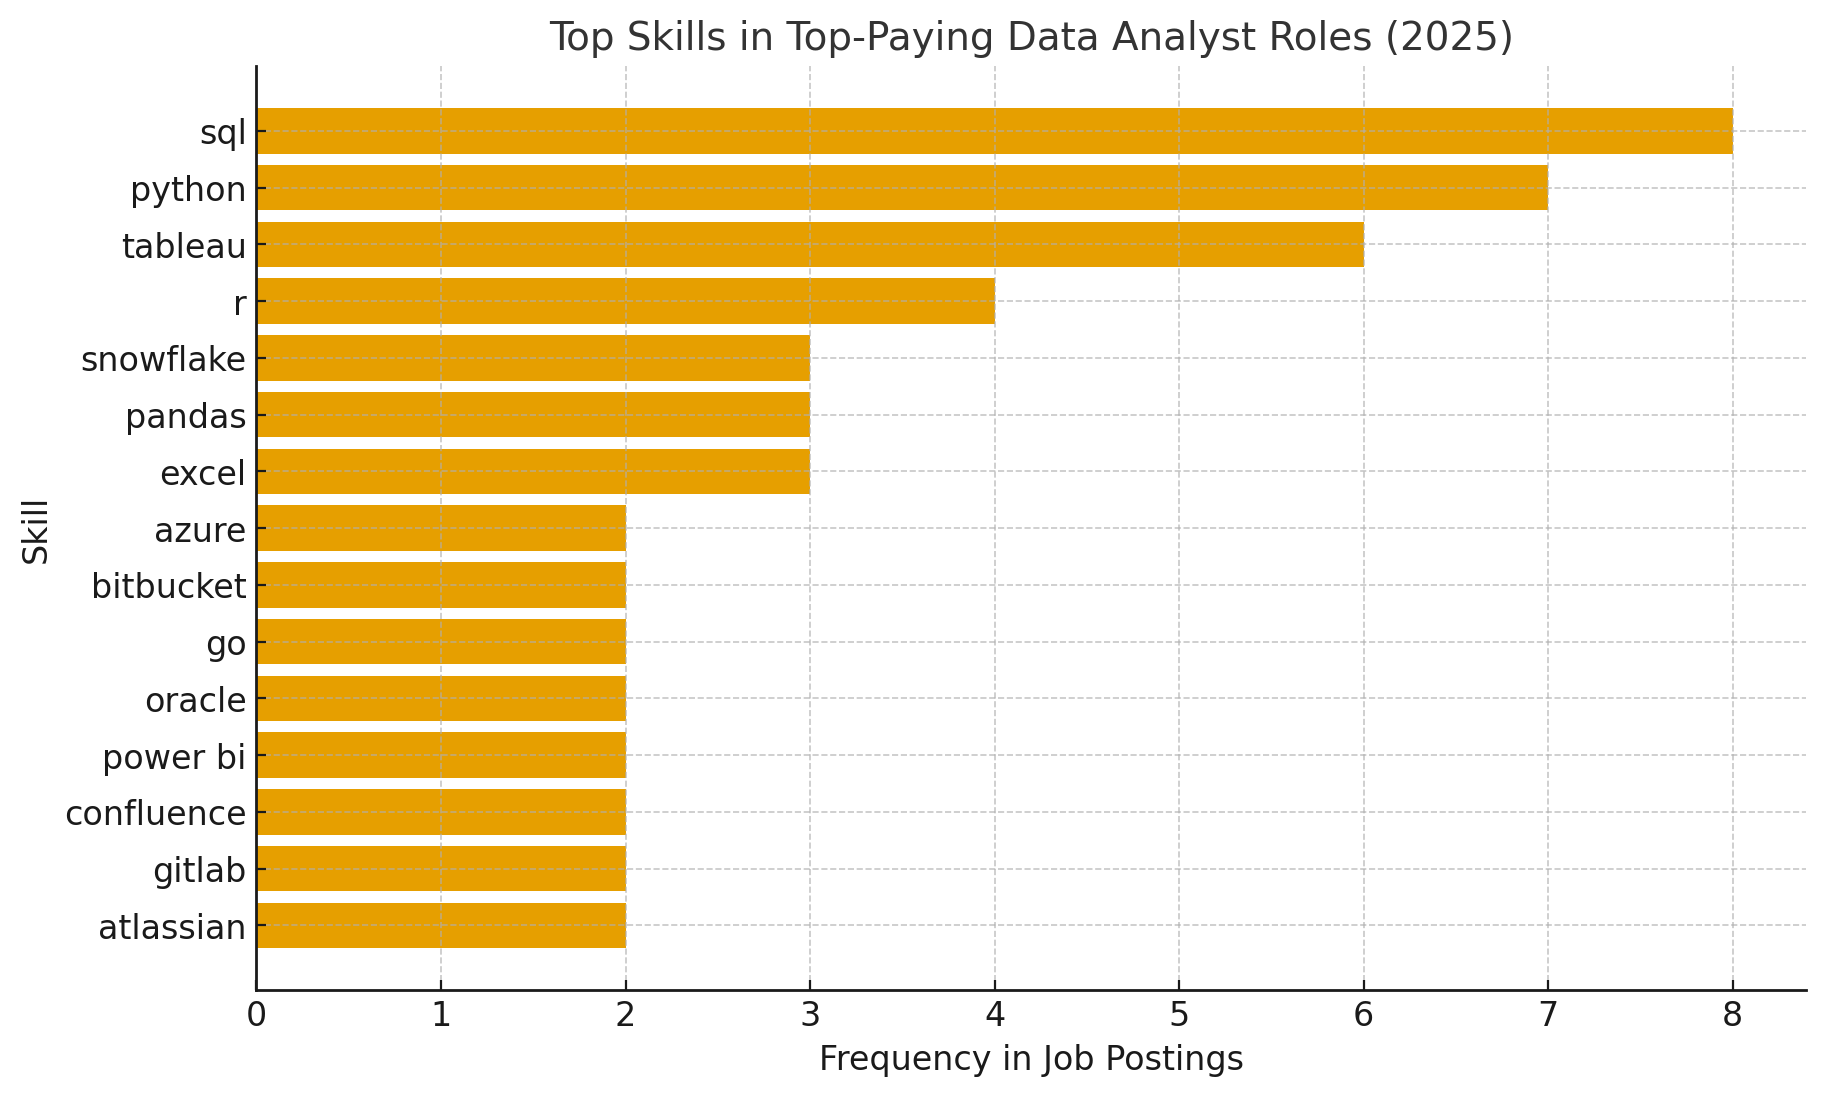 Top Skills in Top-Paying Data Analyst Roles (2025)
Skill
sql
python
tableau
r
snowflake
pandas
excel
azure
bitbucket
go
oracle
power bi
confluence
gitlab
atlassian
0 1 2 3 4 5 6 7 8
Frequency in Job Postings